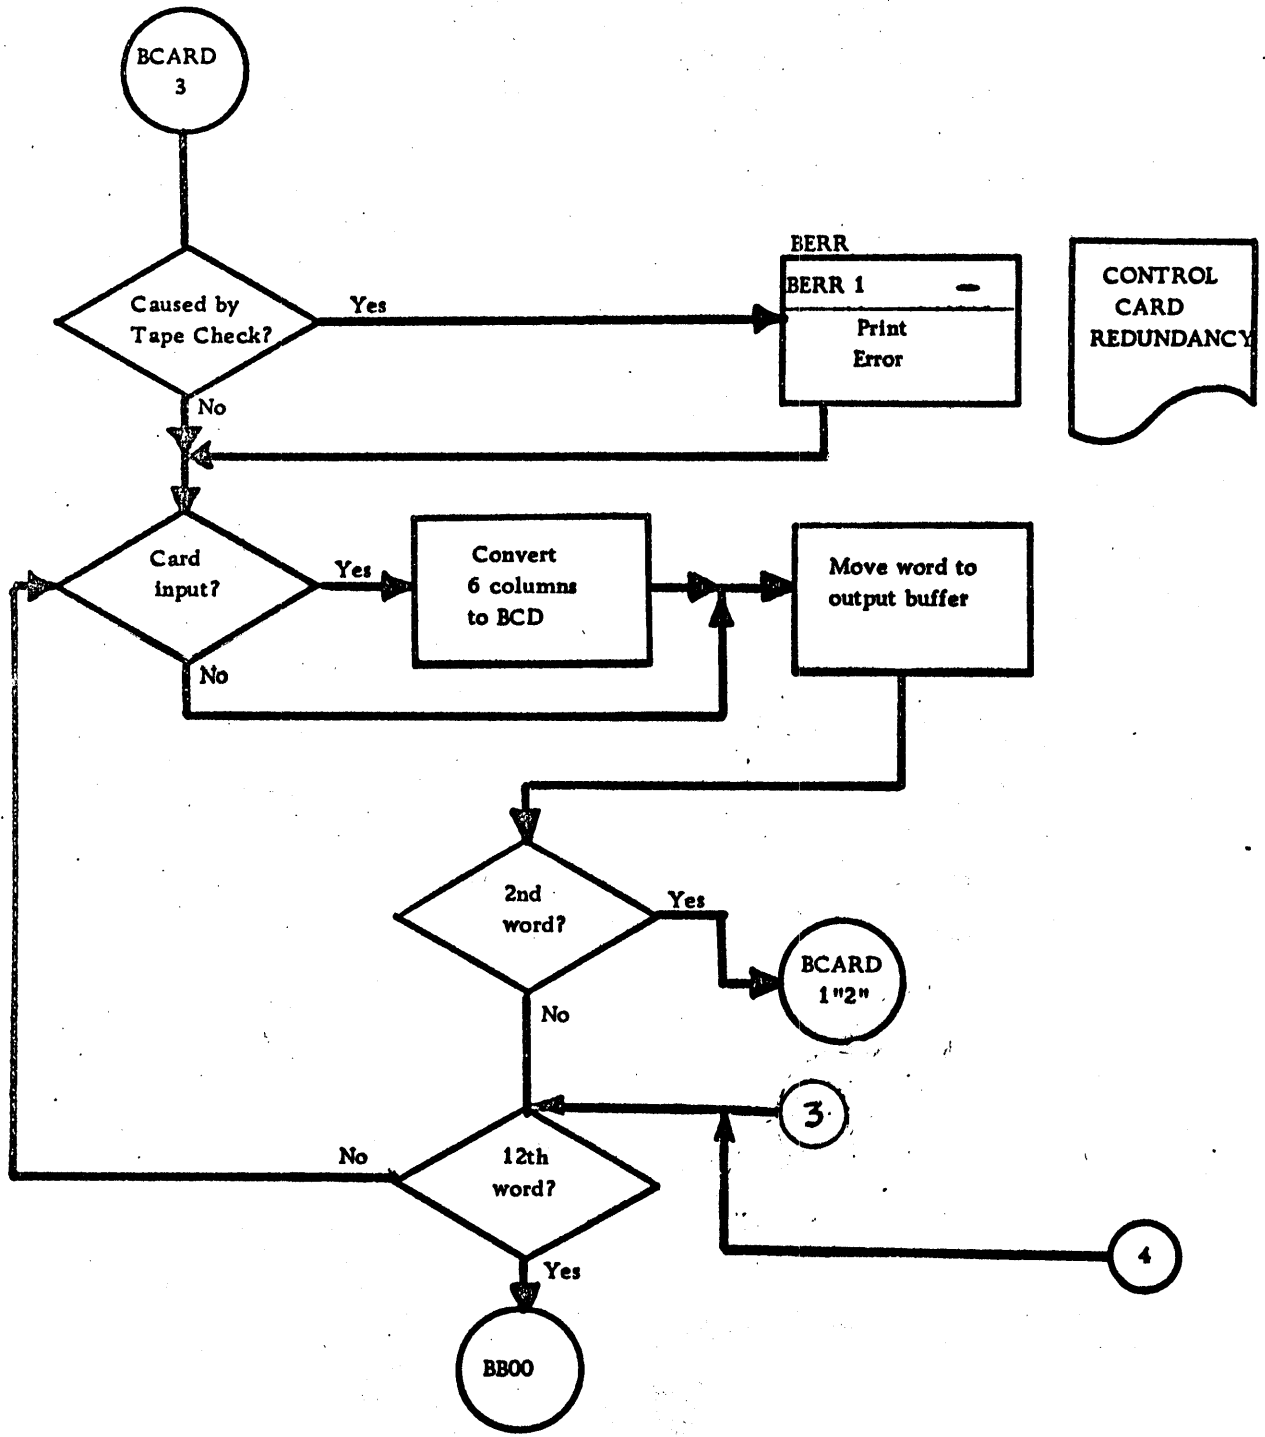 BCARD
3
BERR
BERR 1 —
Print
Error
CONTROL
CARD
REDUNDANCY
Caused by
Tape Check?
Yes
No
Card
input?
Yes
No
Convert
6 columns
to BCD
Move word to
output buffer
2nd
word?
Yes
No
BCARD
1"2"
3
12th
word?
No
Yes
4
BB00